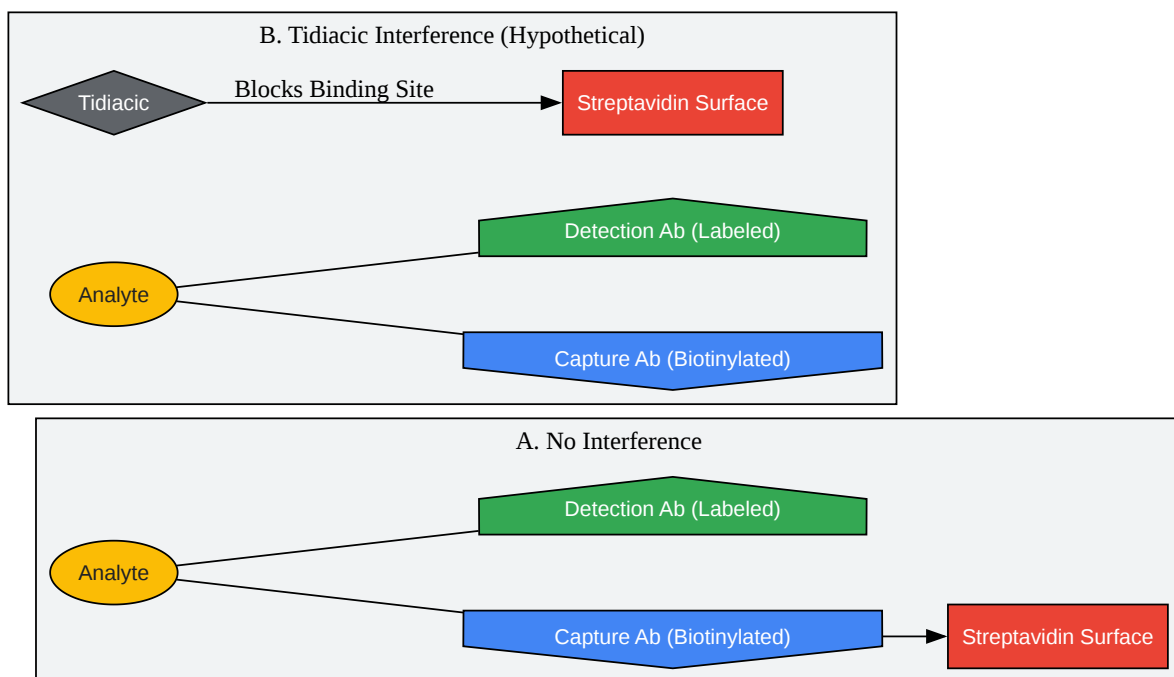 B. Tidiacic Interference (Hypothetical)
Tidiacic
Blocks Binding Site
Streptavidin Surface
Detection Ab (Labeled)
Analyte
Capture Ab (Biotinylated)
A. No Interference
Detection Ab (Labeled)
Analyte
Capture Ab (Biotinylated)
Streptavidin Surface